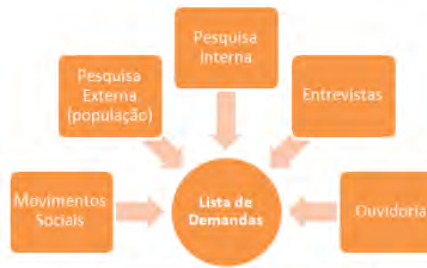 Pesquisa
Interna
Pesquisa
Externa
(população)
Entrevistas
Movimentos
Sociais
Lista de
Demandas
Ouvidoria